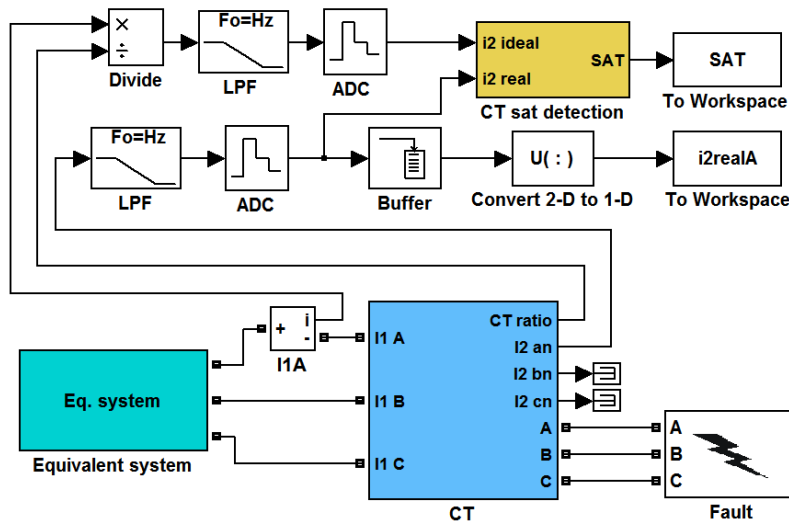 ×
÷
Divide
Fo=Hz
LPF
ADC
i2 ideal
i2 real
SAT
CT sat detection
SAT
To Workspace
Fo=Hz
LPF
ADC
Buffer
U( : )
Convert 2-D to 1-D
i2realA
To Workspace
+
i
-
I1A
Eq. system
Equivalent system
I1 A
I1 B
I1 C
CT ratio
I2 an
I2 bn
I2 cn
A
B
C
CT
A
B
C
Fault